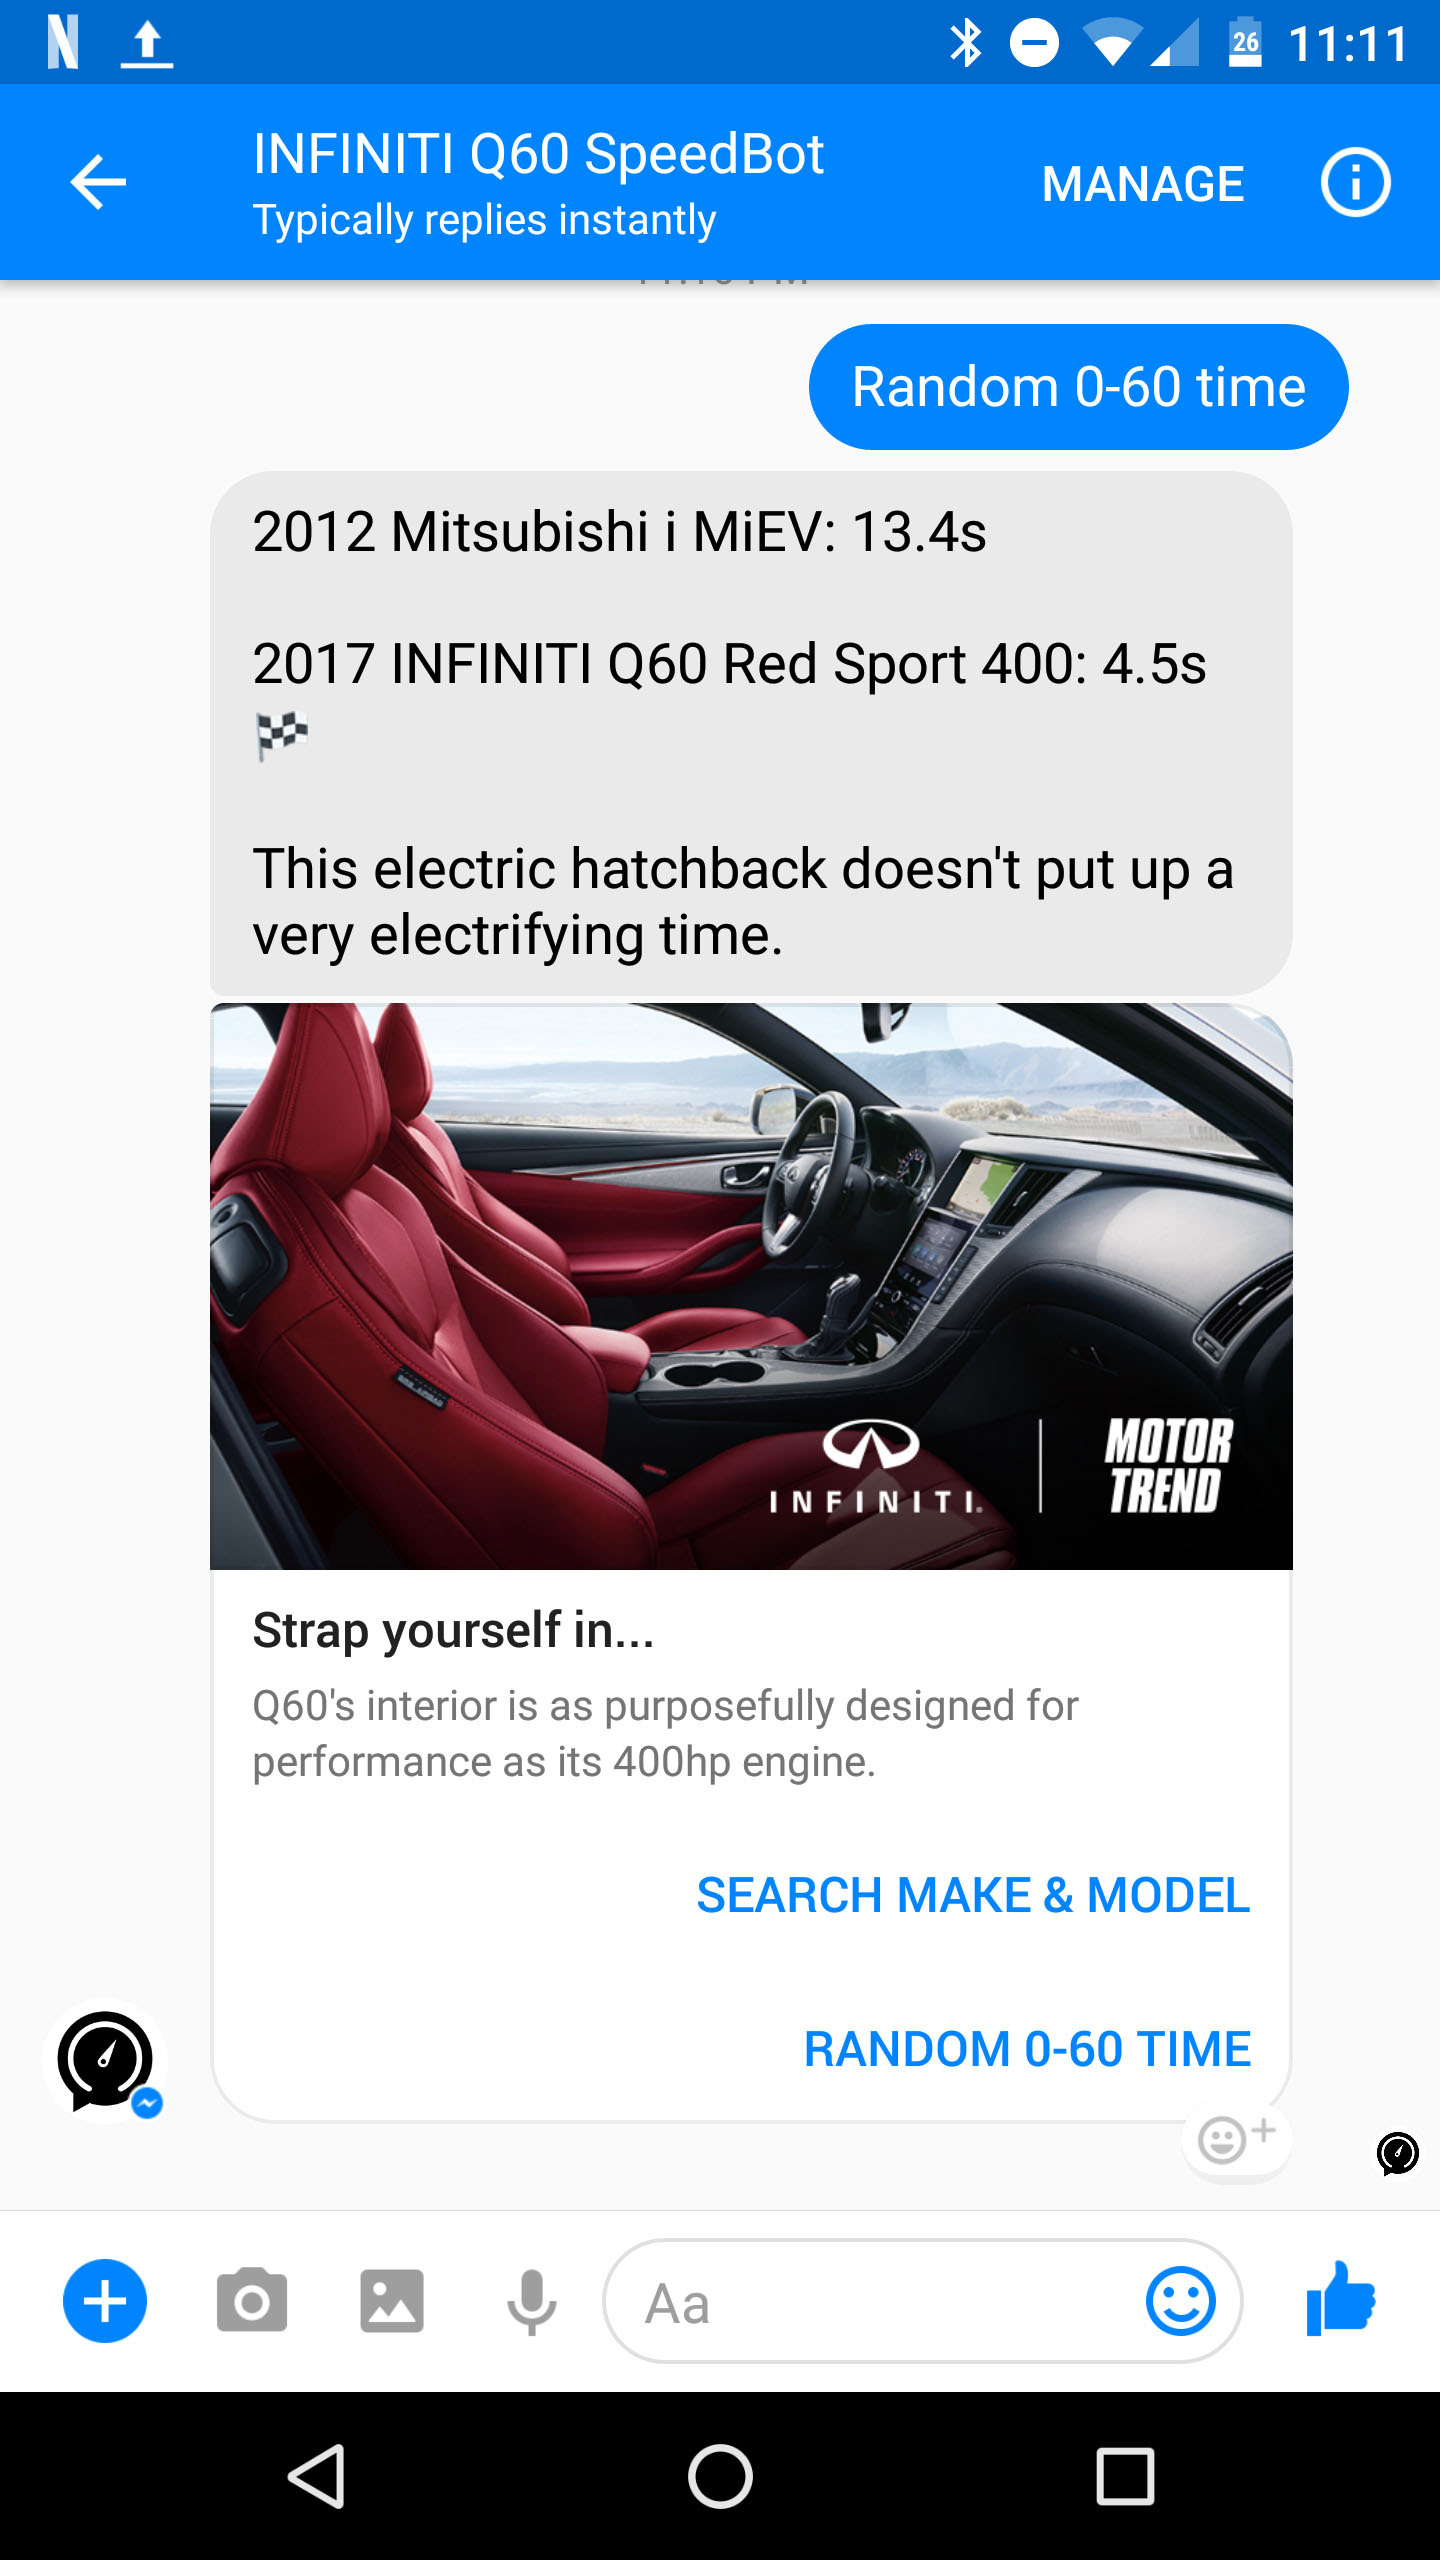 N
26
11:11
INFINITI Q60 SpeedBot
Typically replies instantly
MANAGE
Random 0-60 time
2012 Mitsubishi i MiEV: 13.4s
2017 INFINITI Q60 Red Sport 400: 4.5s
🏁
This electric hatchback doesn't put up a
very electrifying time.
INFINITI.
MOTOR
TREND
Strap yourself in...
Q60's interior is as purposefully designed for
performance as its 400hp engine.
SEARCH MAKE & MODEL
RANDOM 0-60 TIME
Aa